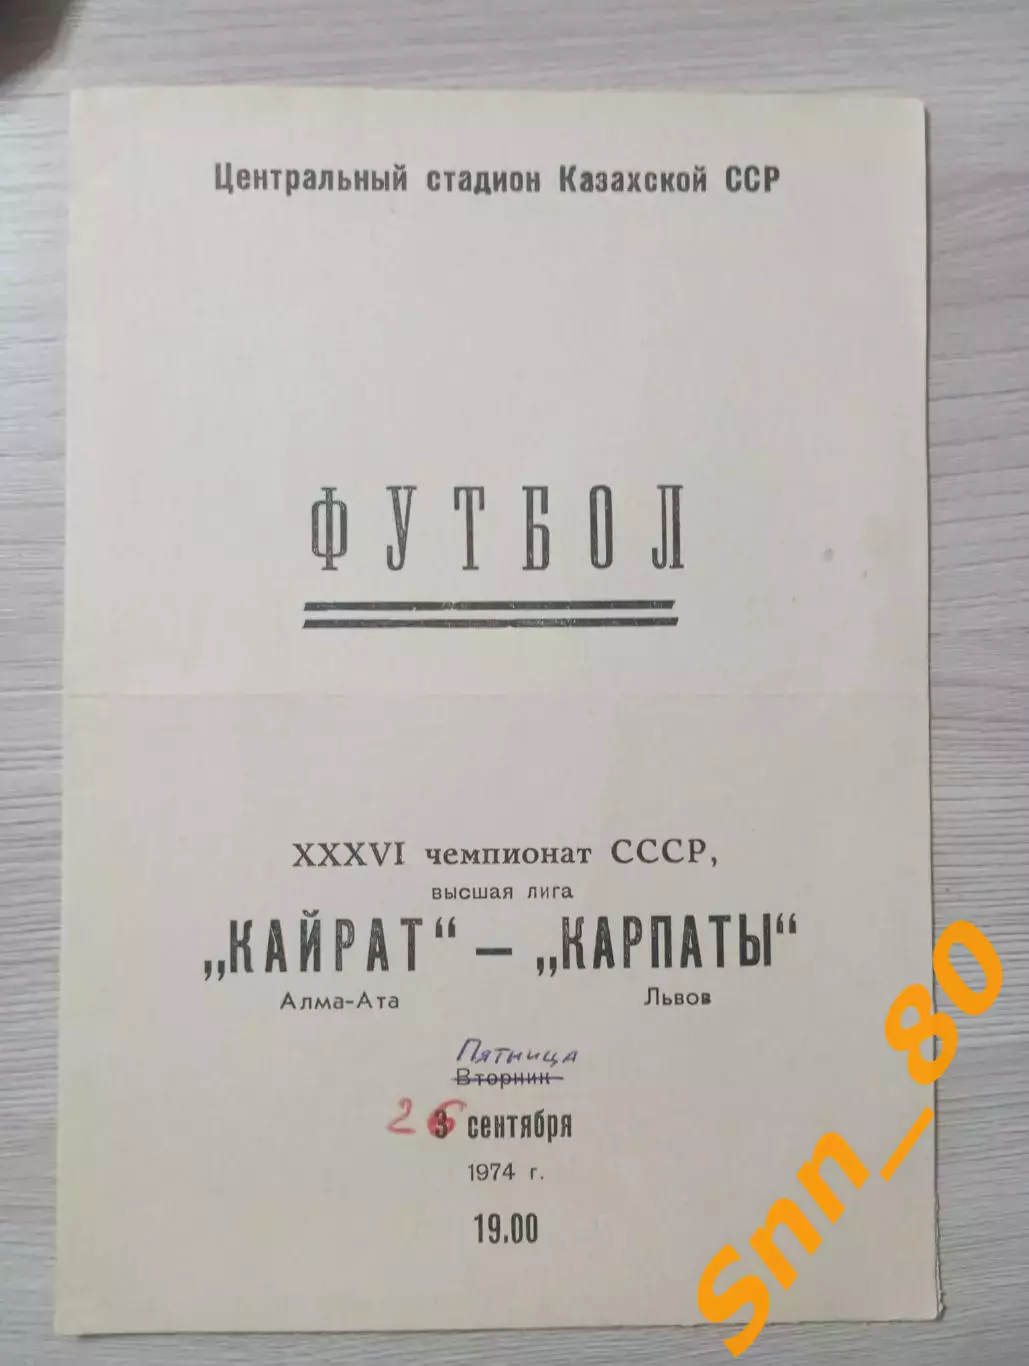 Центральный стадион Казахской ССР
ФУТБОЛ
XXXVI чемпионат СССР,
высшая лига
„КАЙРАТ“ — „КАРПАТЫ“
Алма-Ата Львов
Пятница
Вторник
26 сентября
1974 г.
19.00
Snn_80